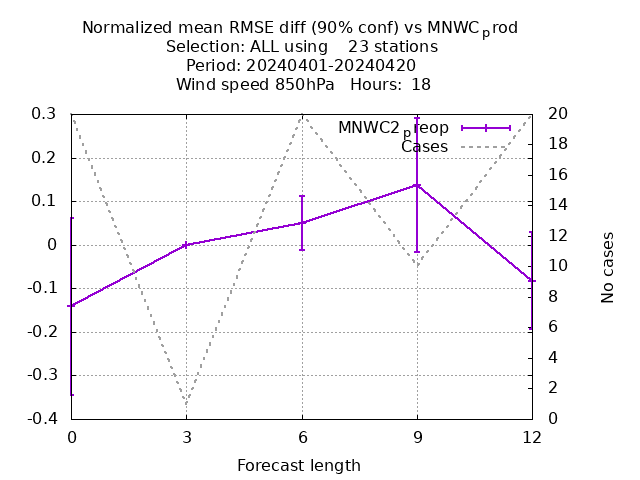 Normalized mean RMSE diff (90% conf) vs MNWCprod
Selection: ALL using    23 stations
Period: 20240401-20240420
Wind speed 850hPa   Hours: 18
MNWC2preop
Cases
0.3
0.2
0.1
0
-0.1
-0.2
-0.3
-0.4
20
18
16
14
12
10
8
6
4
2
0
No cases
0 3 6 9 12
Forecast length